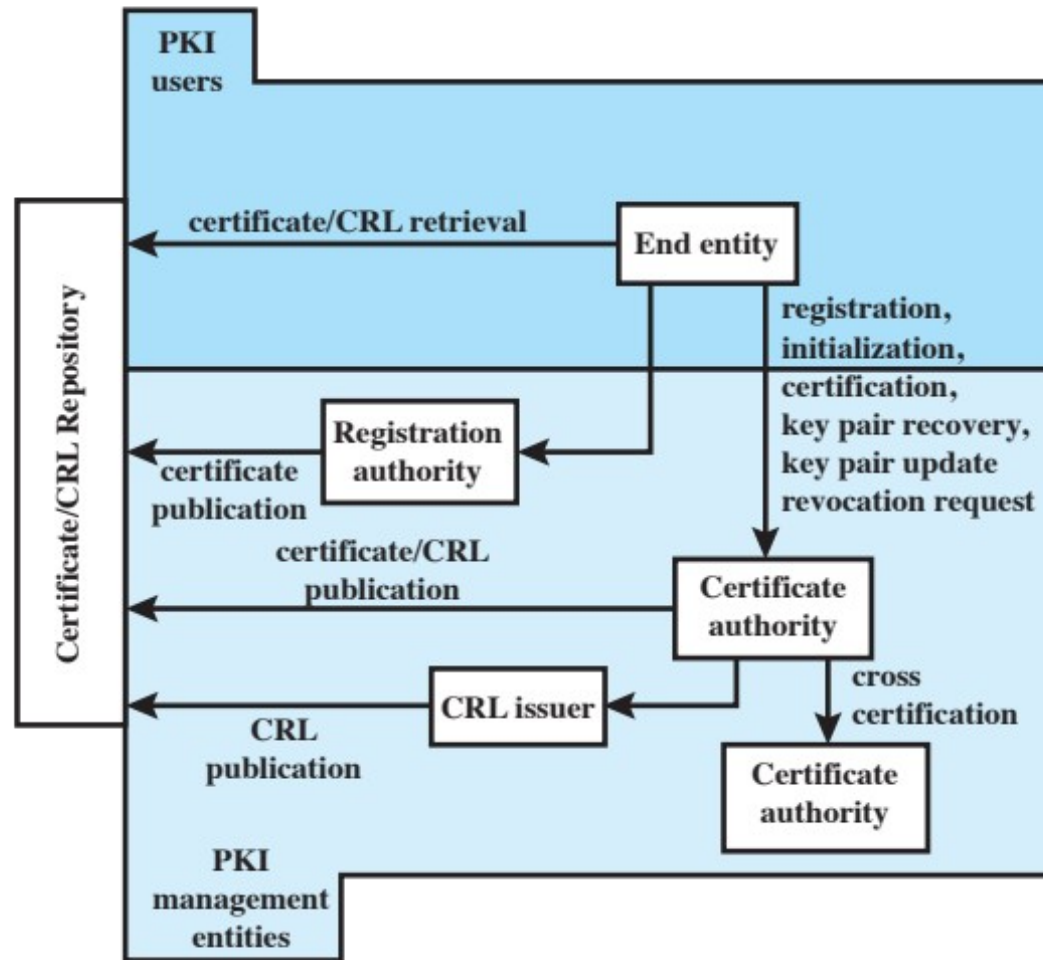 PKI
users
certificate/CRL retrieval
End entity
registration,
initialization,
certification,
key pair recovery,
key pair update
revocation request
Certificate/CRL Repository
Registration
authority
certificate
publication
certificate/CRL
publication
Certificate
authority
CRL issuer
CRL
publication
cross
certification
Certificate
authority
PKI
management
entities